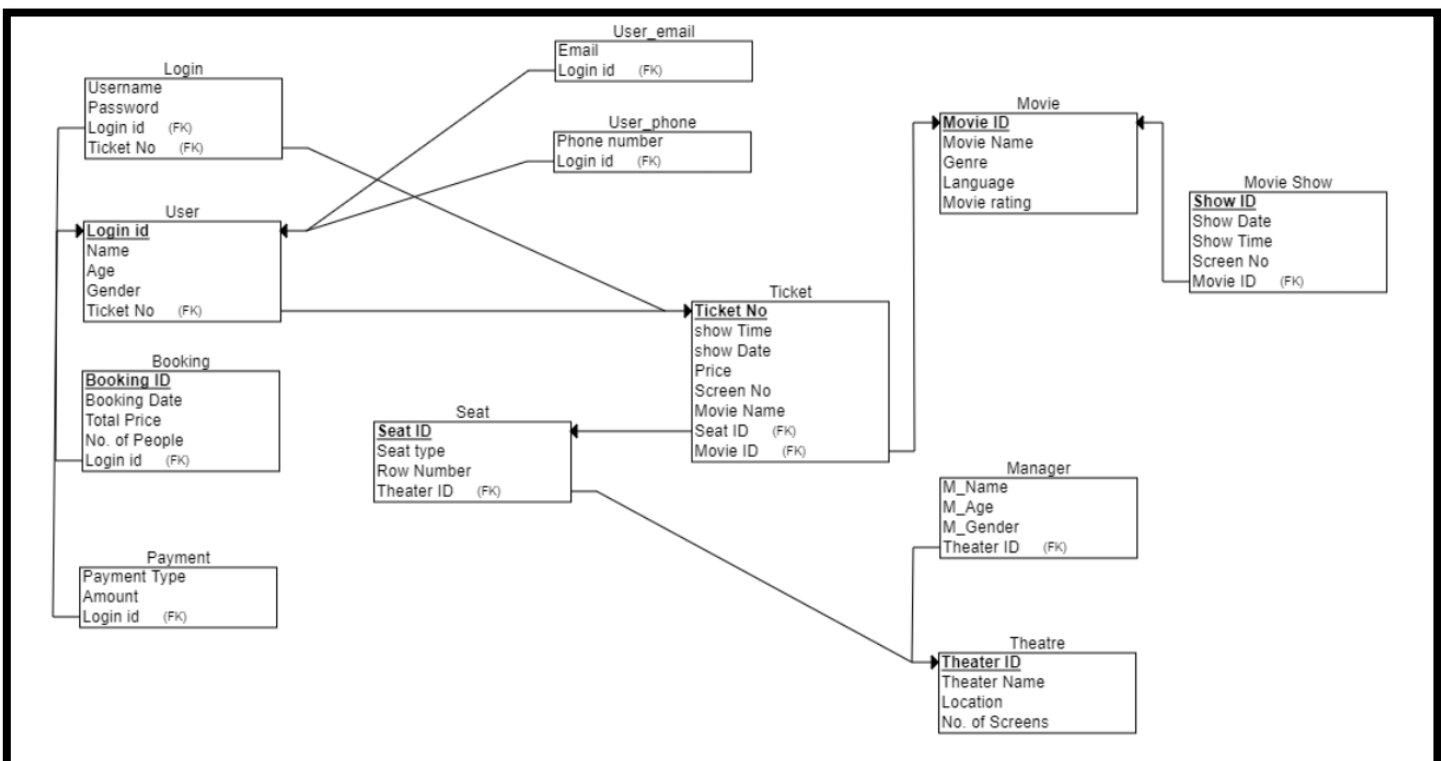 User_email
Email
Login id (FK)
Login
Username
Password
Login id (FK)
Ticket No (FK)
User_phone
Phone number
Login id (FK)
Movie
Movie ID
Movie Name
Genre
Language
Movie rating
Movie Show
Show ID
Show Date
Show Time
Screen No
Movie ID (FK)
User
Login id
Name
Age
Gender
Ticket No (FK)
Ticket
Ticket No
show Time
show Date
Price
Screen No
Movie Name
Seat ID (FK)
Movie ID (FK)
Booking
Booking ID
Booking Date
Total Price
No. of People
Login id (FK)
Seat
Seat ID
Seat type
Row Number
Theater ID (FK)
Manager
M_Name
M_Age
M_Gender
Theater ID (FK)
Payment
Payment Type
Amount
Login id (FK)
Theatre
Theater ID
Theater Name
Location
No. of Screens